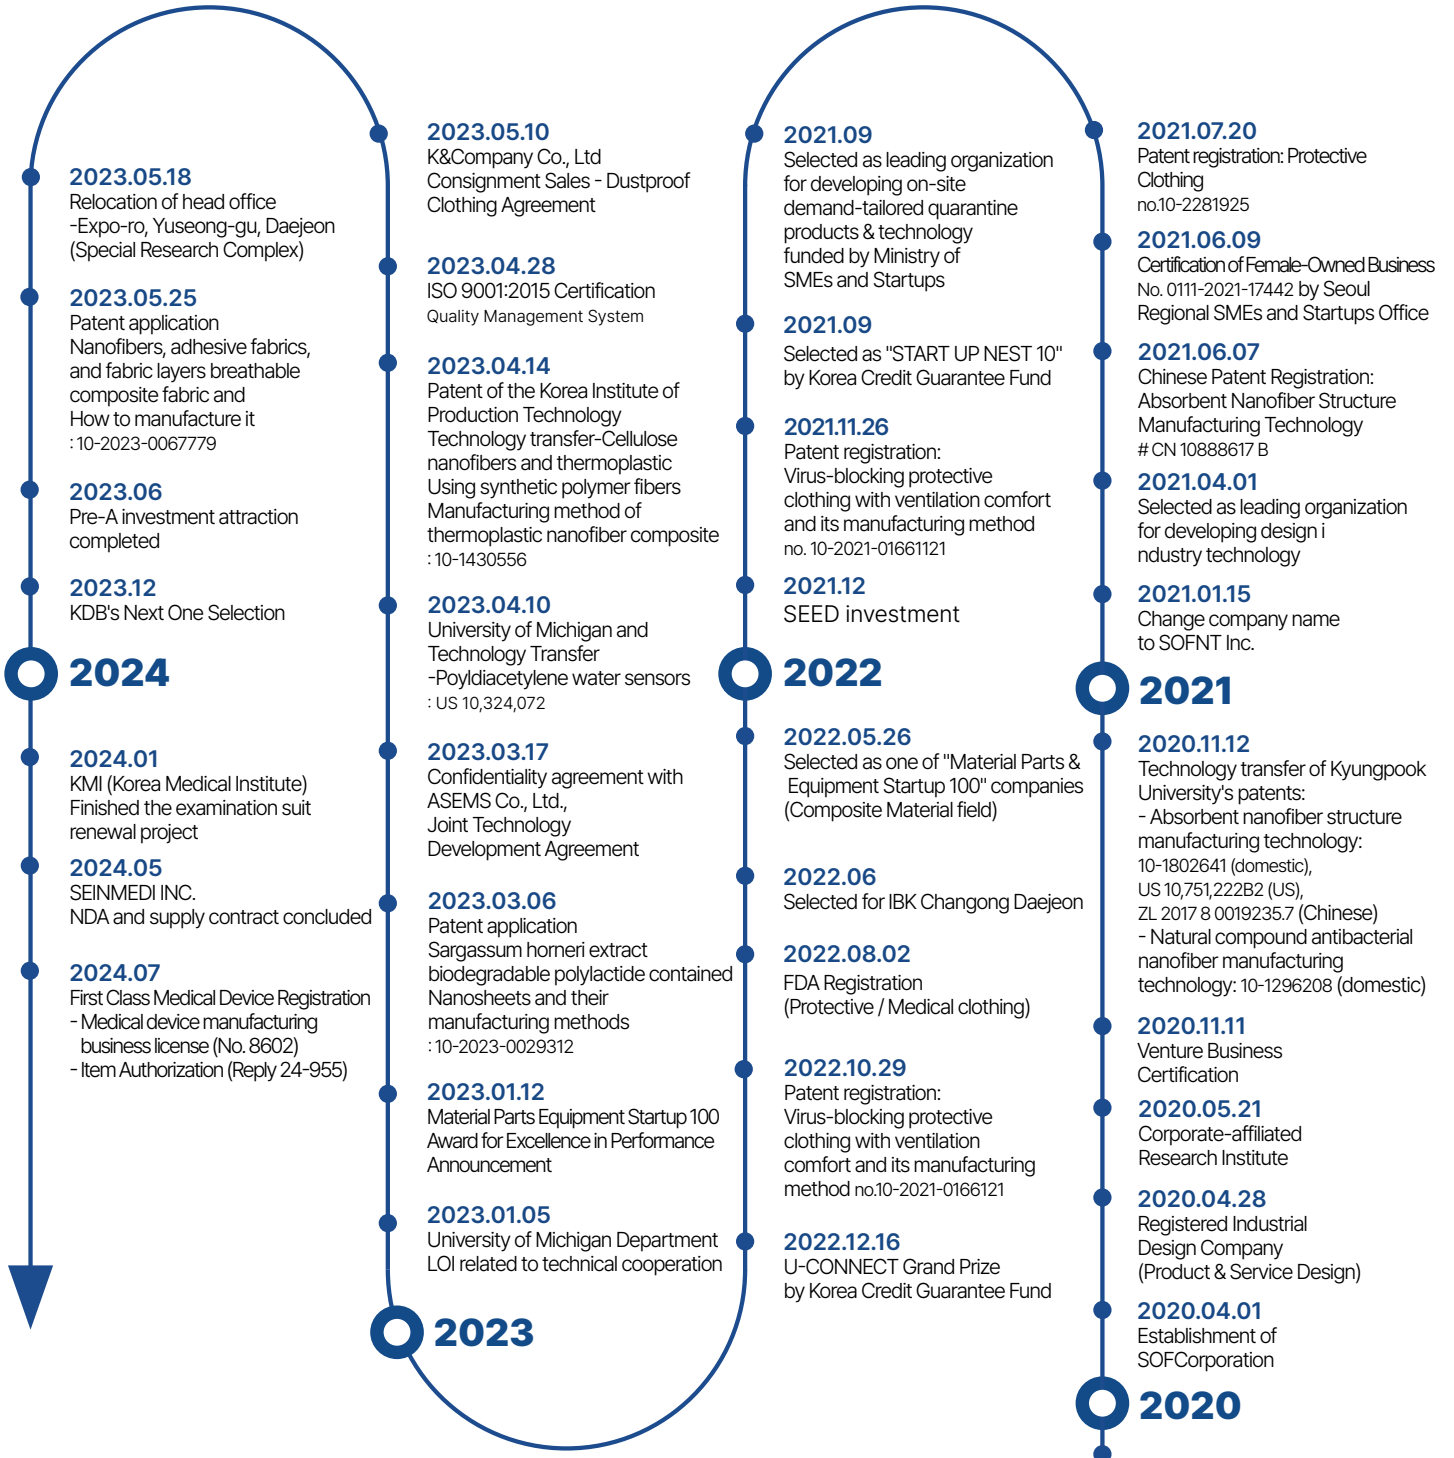 2023.05.18
Relocation of head office
-Expo-ro, Yuseong-gu, Daejeon
(Special Research Complex)
2023.05.25
Patent application
Nanofibers, adhesive fabrics,
and fabric layers breathable
composite fabric and
How to manufacture it
: 10-2023-0067779
2023.06
Pre-A investment attraction
completed
2023.12
KDB's Next One Selection
2024
2024.01
KMI (Korea Medical Institute)
Finished the examination suit
renewal project
2024.05
SEINMEDI INC.
NDA and supply contract concluded
2024.07
First Class Medical Device Registration
- Medical device manufacturing
business license (No. 8602)
- Item Authorization (Reply 24-955)
2023.05.10
K&Company Co., Ltd
Consignment Sales - Dustproof
Clothing Agreement
2023.04.28
ISO 9001:2015 Certification
Quality Management System
2023.04.14
Patent of the Korea Institute of
Production Technology
Technology transfer-Cellulose
nanofibers and thermoplastic
Using synthetic polymer fibers
Manufacturing method of
thermoplastic nanofiber composite
: 10-1430556
2023.04.10
University of Michigan and
Technology Transfer
-Poyldiacetylene water sensors
: US 10,324,072
2023.03.17
Confidentiality agreement with
ASEMS Co., Ltd.,
Joint Technology
Development Agreement
2023.03.06
Patent application
Sargassum horneri extract
biodegradable polylactide contained
Nanosheets and their
manufacturing methods
: 10-2023-0029312
2023.01.12
Material Parts Equipment Startup 100
Award for Excellence in Performance
Announcement
2023.01.05
University of Michigan Department
LOI related to technical cooperation
2023
2021.09
Selected as leading organization
for developing on-site
demand-tailored quarantine
products & technology
funded by Ministry of
SMEs and Startups
2021.09
Selected as "START UP NEST 10"
by Korea Credit Guarantee Fund
2021.11.26
Patent registration:
Virus-blocking protective
clothing with ventilation comfort
and its manufacturing method
no. 10-2021-01661121
2021.12
SEED investment
2022
2022.05.26
Selected as one of "Material Parts &
Equipment Startup 100" companies
(Composite Material field)
2022.06
Selected for IBK Changong Daejeon
2022.08.02
FDA Registration
(Protective / Medical clothing)
2022.10.29
Patent registration:
Virus-blocking protective
clothing with ventilation
comfort and its manufacturing
method no.10-2021-0166121
2022.12.16
U-CONNECT Grand Prize
by Korea Credit Guarantee Fund
2021.07.20
Patent registration: Protective
Clothing
no.10-2281925
2021.06.09
Certification of Female-Owned Business
No. 0111-2021-17442 by Seoul
Regional SMEs and Startups Office
2021.06.07
Chinese Patent Registration:
Absorbent Nanofiber Structure
Manufacturing Technology
# CN 10888617 B
2021.04.01
Selected as leading organization
for developing design i
ndustry technology
2021.01.15
Change company name
to SOFNT Inc.
2021
2020.11.12
Technology transfer of Kyungpook
University's patents:
- Absorbent nanofiber structure
manufacturing technology:
10-1802641 (domestic),
US 10,751,222B2 (US),
ZL 2017 8 0019235.7 (Chinese)
- Natural compound antibacterial
nanofiber manufacturing
technology: 10-1296208 (domestic)
2020.11.11
Venture Business
Certification
2020.05.21
Corporate-affiliated
Research Institute
2020.04.28
Registered Industrial
Design Company
(Product & Service Design)
2020.04.01
Establishment of
SOFCorporation
2020